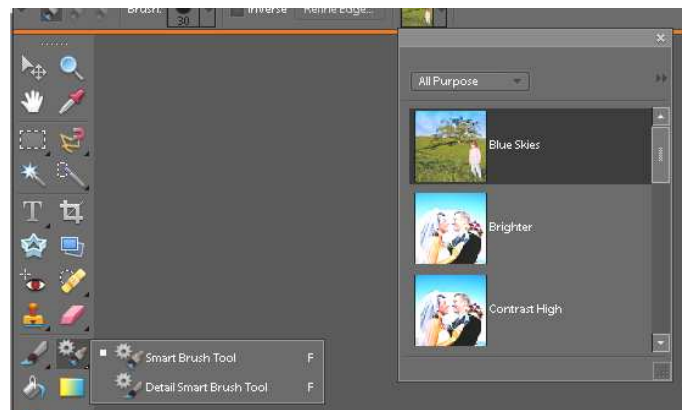 Brush: 30 Inverse Refine Edge...
All Purpose
Blue Skies
Brighter
Contrast High
T
Smart Brush Tool F
Detail Smart Brush Tool F